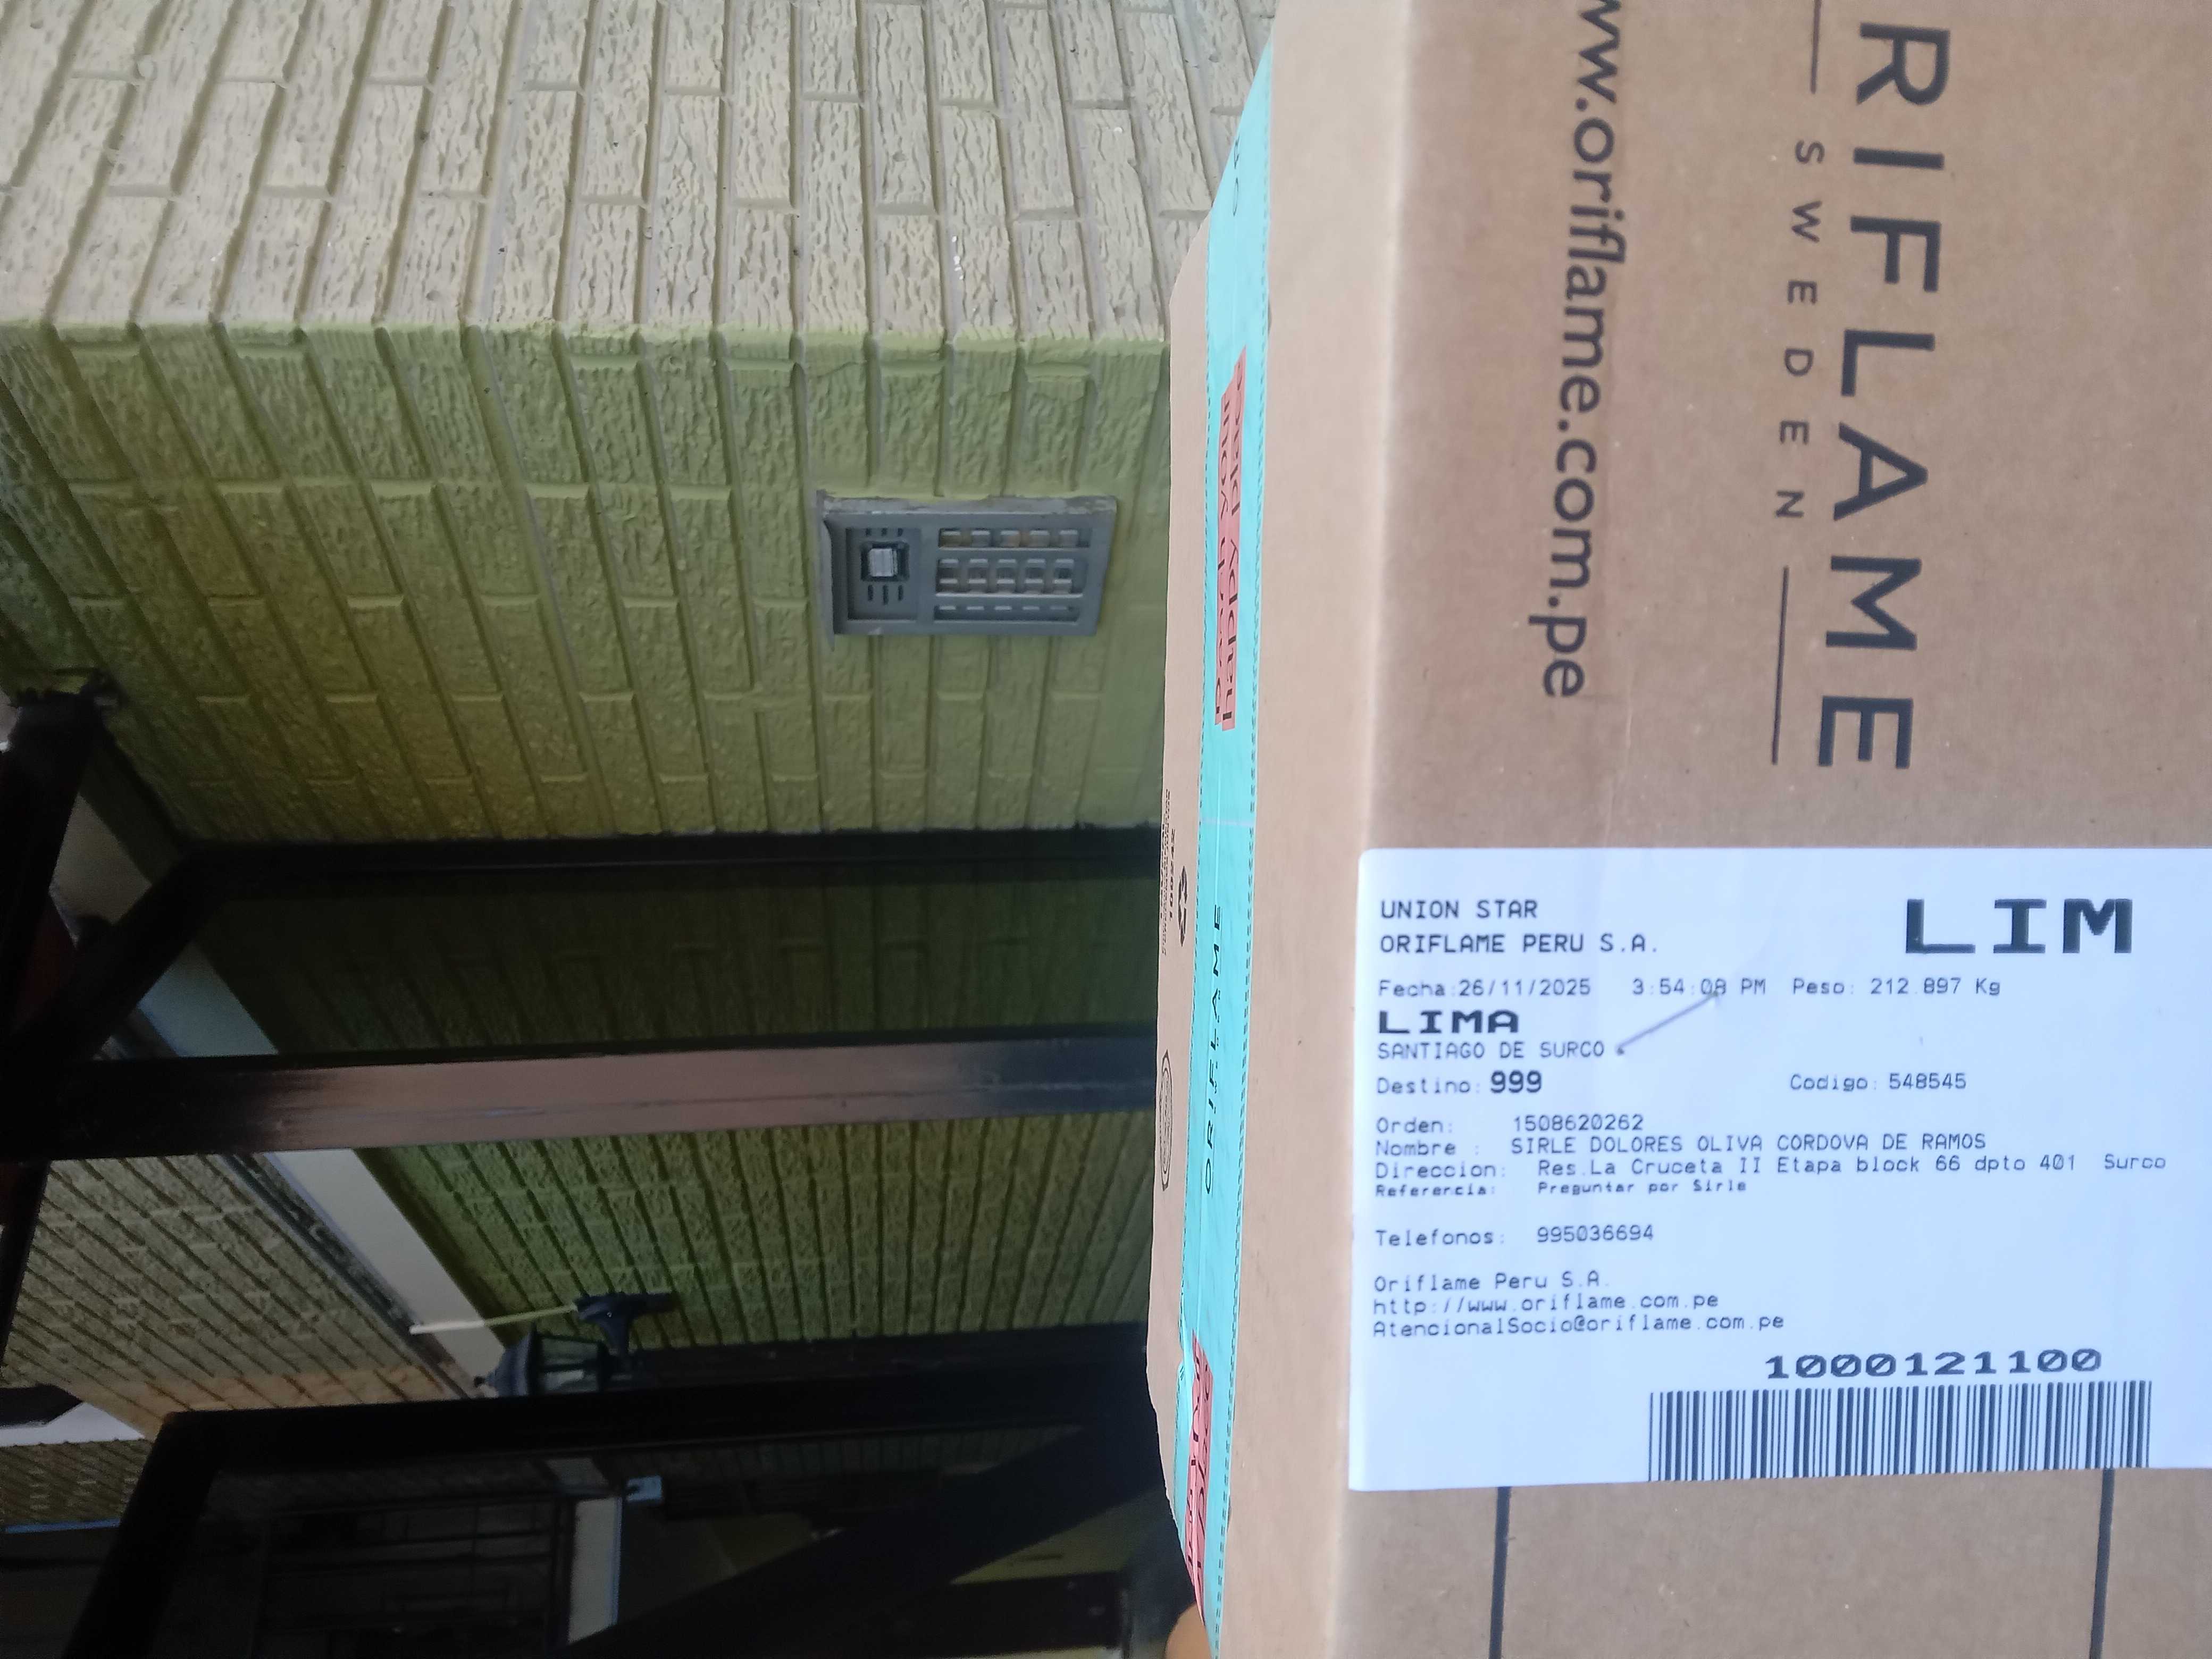 RIFLAME
SWEDEN
ww.oriflame.com.pe
ORIFLAME
UNION STAR
LIM
ORIFLAME PERU S.A.
Fecha:26/11/2025 3:54:08 PM Peso: 212.897 Kg
LIMA
SANTIAGO DE SURCO
Destino: 999 Codigo: 548545
Orden: 1508620262
Nombre : SIRLE DOLORES OLIVA CORDOVA DE RAMOS
Direccion: Res.La Cruceta II Etapa block 66 dpto 401 Surco
Referencia: Preguntar por Sirle
Telefonos: 995036694
Oriflame Peru S.A.
http://www.oriflame.com.pe
AtencionalSocio@oriflame.com.pe
1000121100